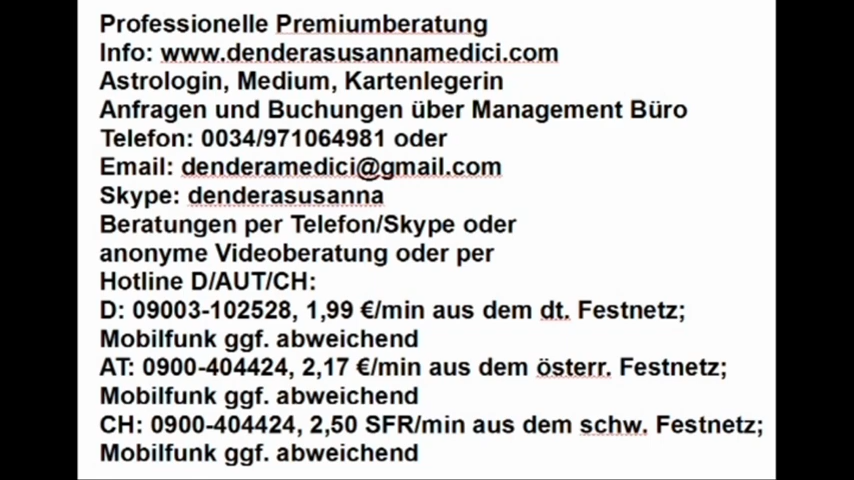 Professionelle Premiumberatung
Info: www.denderasusannamedici.com
Astrologin, Medium, Kartenlegerin
Anfragen und Buchungen über Management Büro
Telefon: 0034/971064981 oder
Email: denderamedici@gmail.com
Skype: denderasusanna
Beratungen per Telefon/Skype oder
anonyme Videoberatung oder per
Hotline D/AUT/CH:
D: 09003-102528, 1,99 €/min aus dem dt. Festnetz;
Mobilfunk ggf. abweichend
AT: 0900-404424, 2,17 €/min aus dem österr. Festnetz;
Mobilfunk ggf. abweichend
CH: 0900-404424, 2,50 SFR/min aus dem schw. Festnetz;
Mobilfunk ggf. abweichend